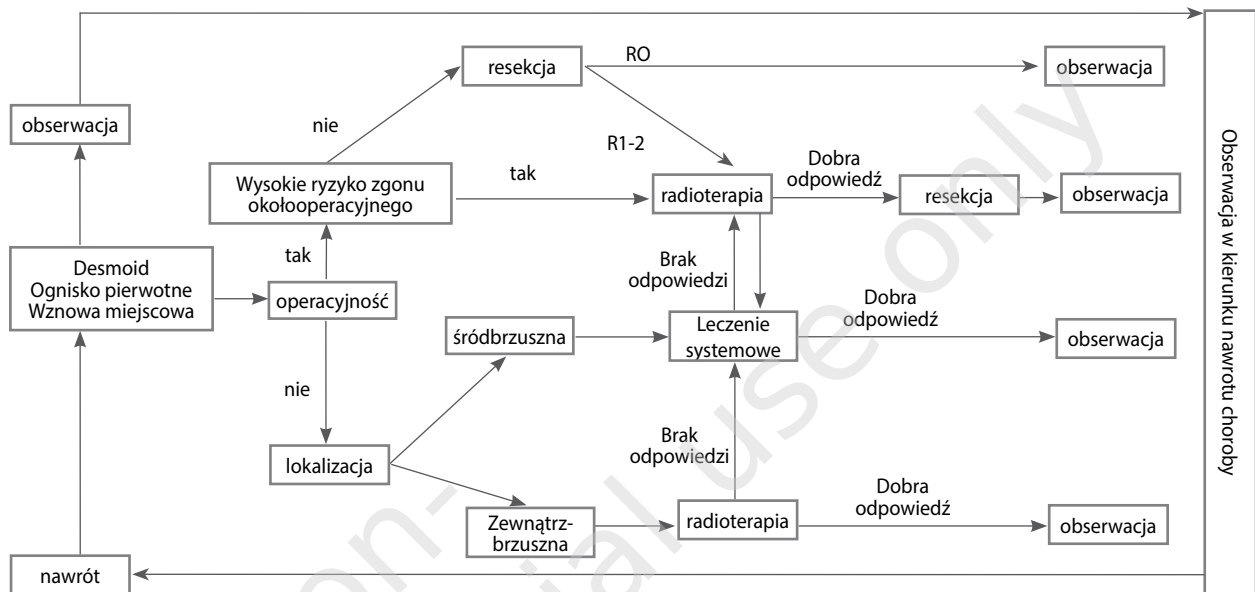 resekcja
RO
obserwacja
obserwacja
nie
R1-2
Wysokie ryzyko zgonu
okołooperacyjnego
tak
radioterapia
Dobra
odpowiedź
resekcja
obserwacja
Desmoid
Ognisko pierwotne
Wznowa miejscowa
tak
operacyjność
Brak
odpowiedzi
śródbrzuszna
Leczenie
systemowe
Dobra
odpowiedź
obserwacja
nie
lokalizacja
Brak
odpowiedzi
Zewnątrz-
brzuszna
radioterapia
Dobra
odpowiedź
obserwacja
nawrót
Obserwacja w kierunku nawrotu choroby